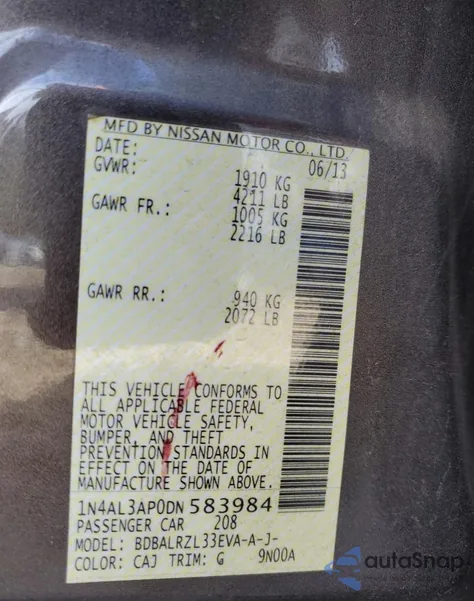 MFD BY NISSAN MOTOR CO., LTD.
DATE: 06/13
GVWR: 1910 KG
4211 LB
GAWR FR.: 1005 KG
2216 LB
GAWR RR.: 940 KG
2072 LB
THIS VEHICLE CONFORMS TO
ALL APPLICABLE FEDERAL
MOTOR VEHICLE SAFETY,
BUMPER, AND THEFT
PREVENTION STANDARDS IN
EFFECT ON THE DATE OF
MANUFACTURE SHOWN ABOVE.
1N4AL3AP0DN 583984
PASSENGER CAR 208
MODEL: BDBALRZL33EVA-A-J-
COLOR: CAJ TRIM: G 9N00A
autoSnap